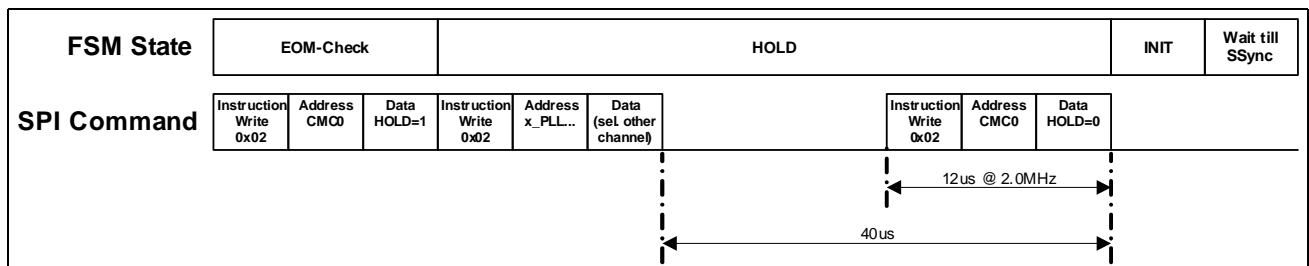 FSM State
EOM-Check
HOLD
INIT
Wait till
SSync
SPI Command
Instruction
Write
0x02
Address
CMC0
Data
HOLD=1
Instruction
Write
0x02
Address
x_PLL...
Data
(sel. other
channel)
Instruction
Write
0x02
Address
CMC0
Data
HOLD=0
12us @ 2.0MHz
40us